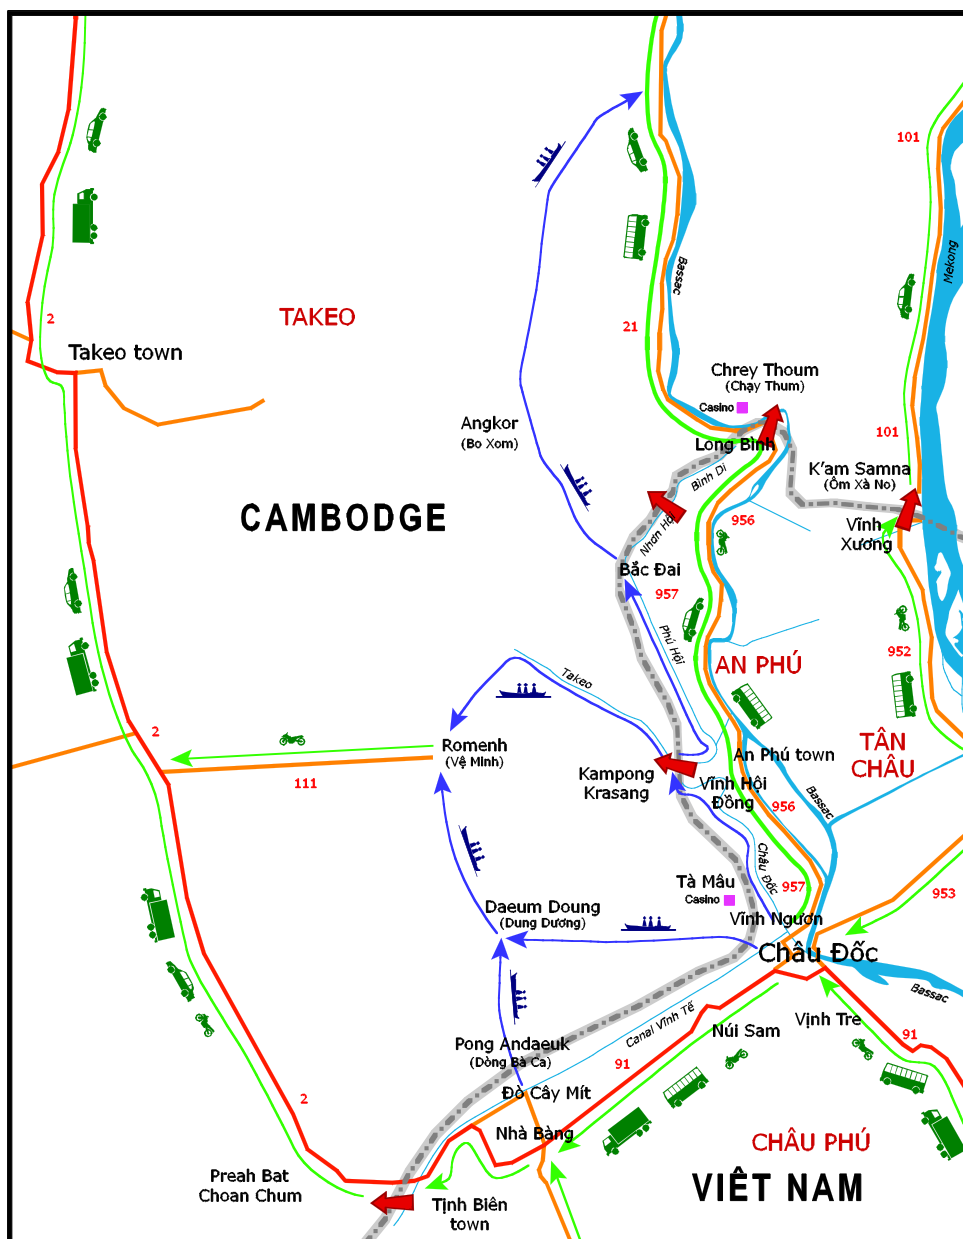 101
Mekong
Bassac
TAKEO
2
21
Takeo town
Chrey Thoum
(Chạy Thum)
Casino
Angkor
(Bo Xom)
101
Long Bình
K'am Samna
(Ôm Xà No)
Bình Di
CAMBODGE
956
Vĩnh
Xương
Nhơn Hội
Bắc Đai
957
Phú Hội
952
AN PHÚ
Takeo
2
Romenh
(Vệ Minh)
An Phú town
TÂN
CHÂU
111
Kampong
Krasang
Vĩnh Hội
Đồng
956
Bassac
Châu Đốc
Tà Mâu
Casino
957
953
Daeum Doung
(Dung Dương)
Vĩnh Ngươn
Châu Đốc
Bassac
Canal Vĩnh Tế
Núi Sam
Vịnh Tre
91
Pong Andaeuk
(Dòng Bà Ca)
91
Đò Cây Mít
2
Nhà Bàng
CHÂU PHÚ
Preah Bat
Choan Chum
VIÊT NAM
Tịnh Biên
town